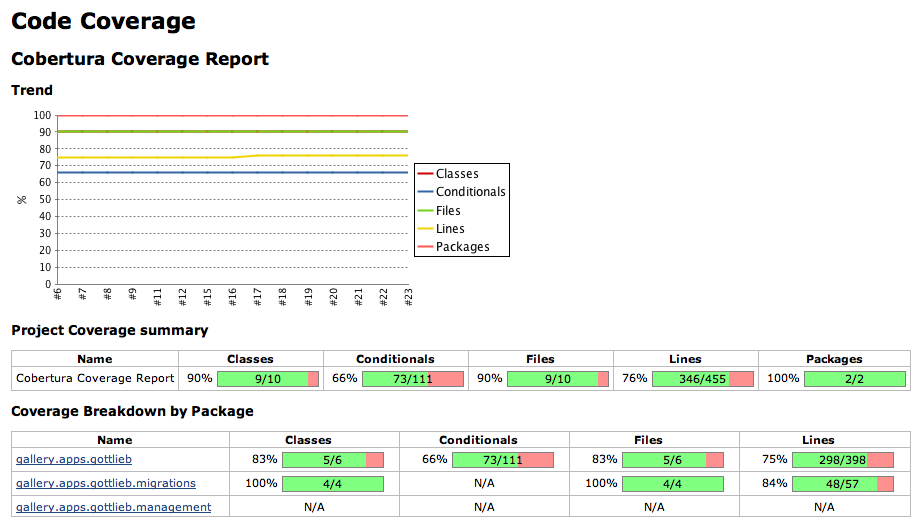 Code Coverage
Cobertura Coverage Report
Trend
100
90
80
70
60
50
40
30
20
10
0
%
#6 #7 #8 #9 #11 #12 #15 #16 #17 #18 #19 #20 #21 #22 #23
Classes
Conditionals
Files
Lines
Packages
Project Coverage summary
Name Classes Conditionals Files Lines Packages
Cobertura Coverage Report 90% 9/10 66% 73/111 90% 9/10 76% 346/455 100% 2/2
Coverage Breakdown by Package
Name Classes Conditionals Files Lines
gallery.apps.gottlieb 83% 5/6 66% 73/111 83% 5/6 75% 298/398
gallery.apps.gottlieb.migrations 100% 4/4 N/A 100% 4/4 84% 48/57
gallery.apps.gottlieb.management N/A N/A N/A N/A